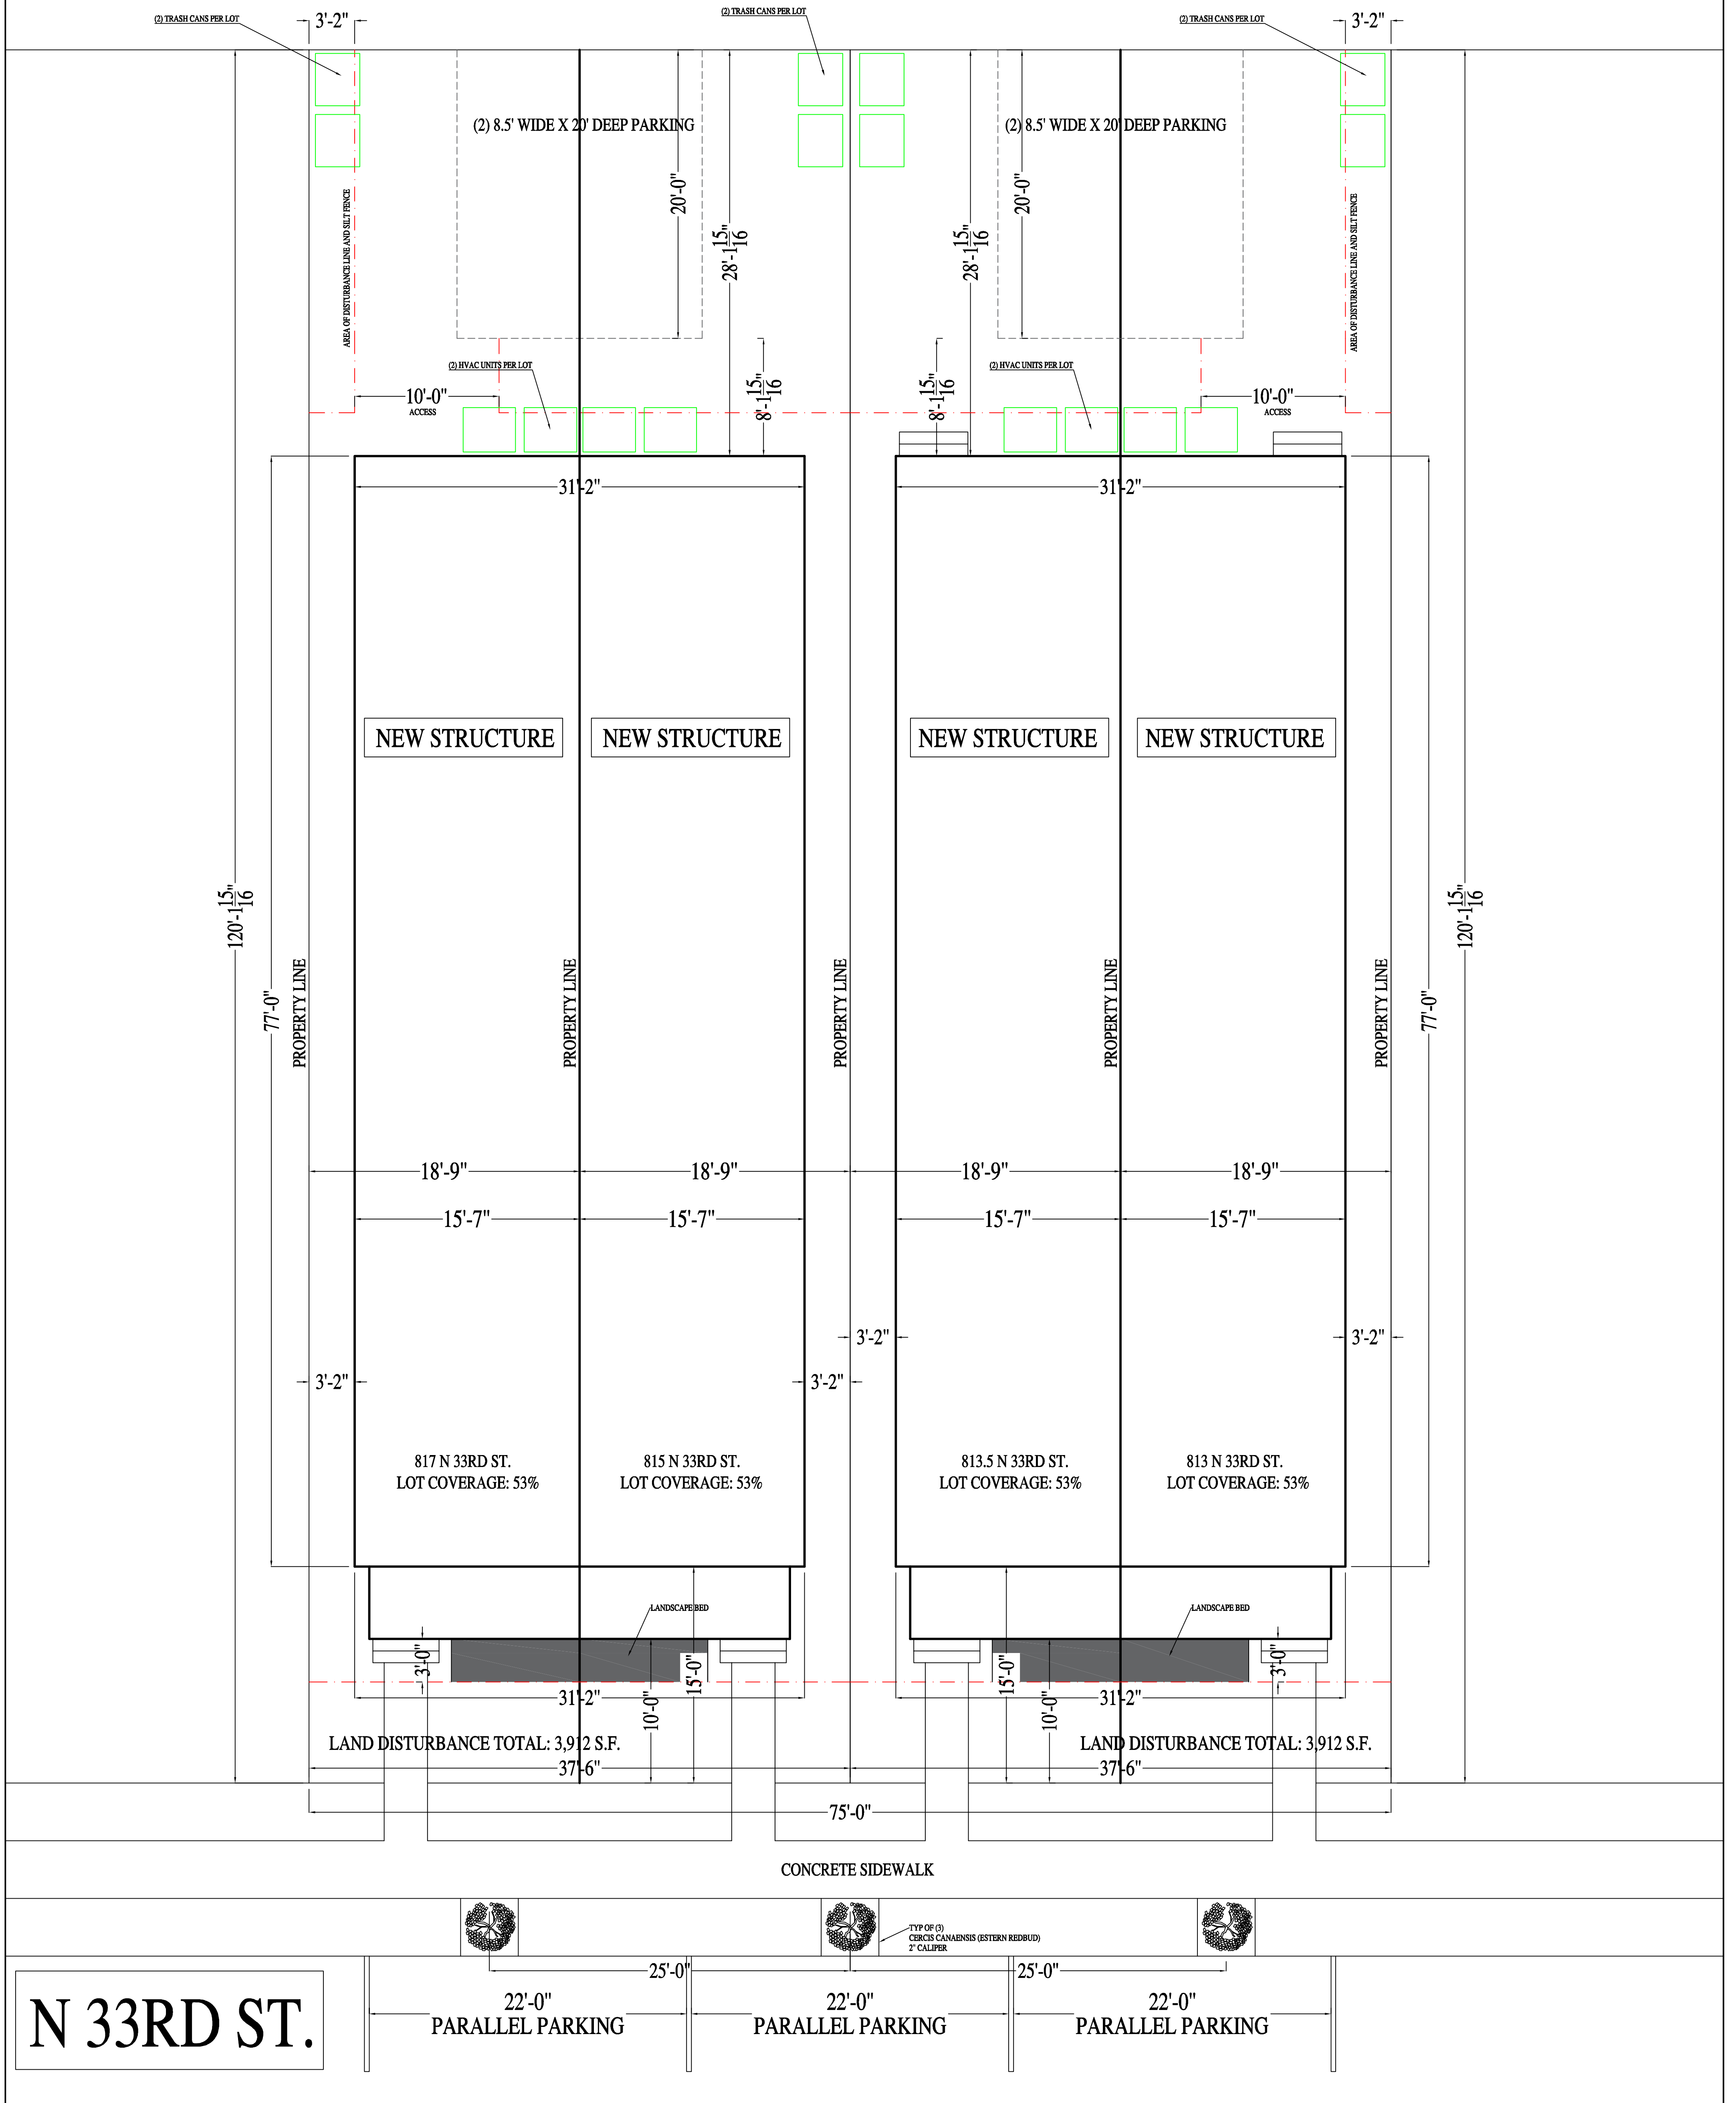 (2) TRASH CANS PER LOT
3'-2"
(2) TRASH CANS PER LOT
(2) TRASH CANS PER LOT
3'-2"
(2) 8.5' WIDE X 20' DEEP PARKING
(2) 8.5' WIDE X 20' DEEP PARKING
20'-0"
20'-0"
28'-1 15/16"
28'-1 15/16"
AREA OF DISTURBANCE LINE AND SILT FENCE
AREA OF DISTURBANCE LINE AND SILT FENCE
(2) HVAC UNITS PER LOT
(2) HVAC UNITS PER LOT
8'-1 15/16"
8'-1 15/16"
10'-0"
ACCESS
10'-0"
ACCESS
31'-2"
31'-2"
NEW STRUCTURE
NEW STRUCTURE
NEW STRUCTURE
NEW STRUCTURE
120'-1 15/16"
120'-1 15/16"
77'-0"
77'-0"
PROPERTY LINE
PROPERTY LINE
PROPERTY LINE
PROPERTY LINE
PROPERTY LINE
18'-9"
18'-9"
18'-9"
18'-9"
15'-7"
15'-7"
15'-7"
15'-7"
3'-2"
3'-2"
3'-2"
3'-2"
817 N 33RD ST.
LOT COVERAGE: 53%
815 N 33RD ST.
LOT COVERAGE: 53%
813.5 N 33RD ST.
LOT COVERAGE: 53%
813 N 33RD ST.
LOT COVERAGE: 53%
LANDSCAPE BED
LANDSCAPE BED
3'-0"
15'-0"
15'-0"
3'-0"
10'-0"
10'-0"
31'-2"
31'-2"
LAND DISTURBANCE TOTAL: 3,912 S.F.
LAND DISTURBANCE TOTAL: 3,912 S.F.
37'-6"
37'-6"
75'-0"
CONCRETE SIDEWALK
TYP OF (3)
CERCIS CANAENSIS (ESTERN REDBUD)
2" CALIPER
25'-0"
25'-0"
N 33RD ST.
22'-0"
PARALLEL PARKING
22'-0"
PARALLEL PARKING
22'-0"
PARALLEL PARKING